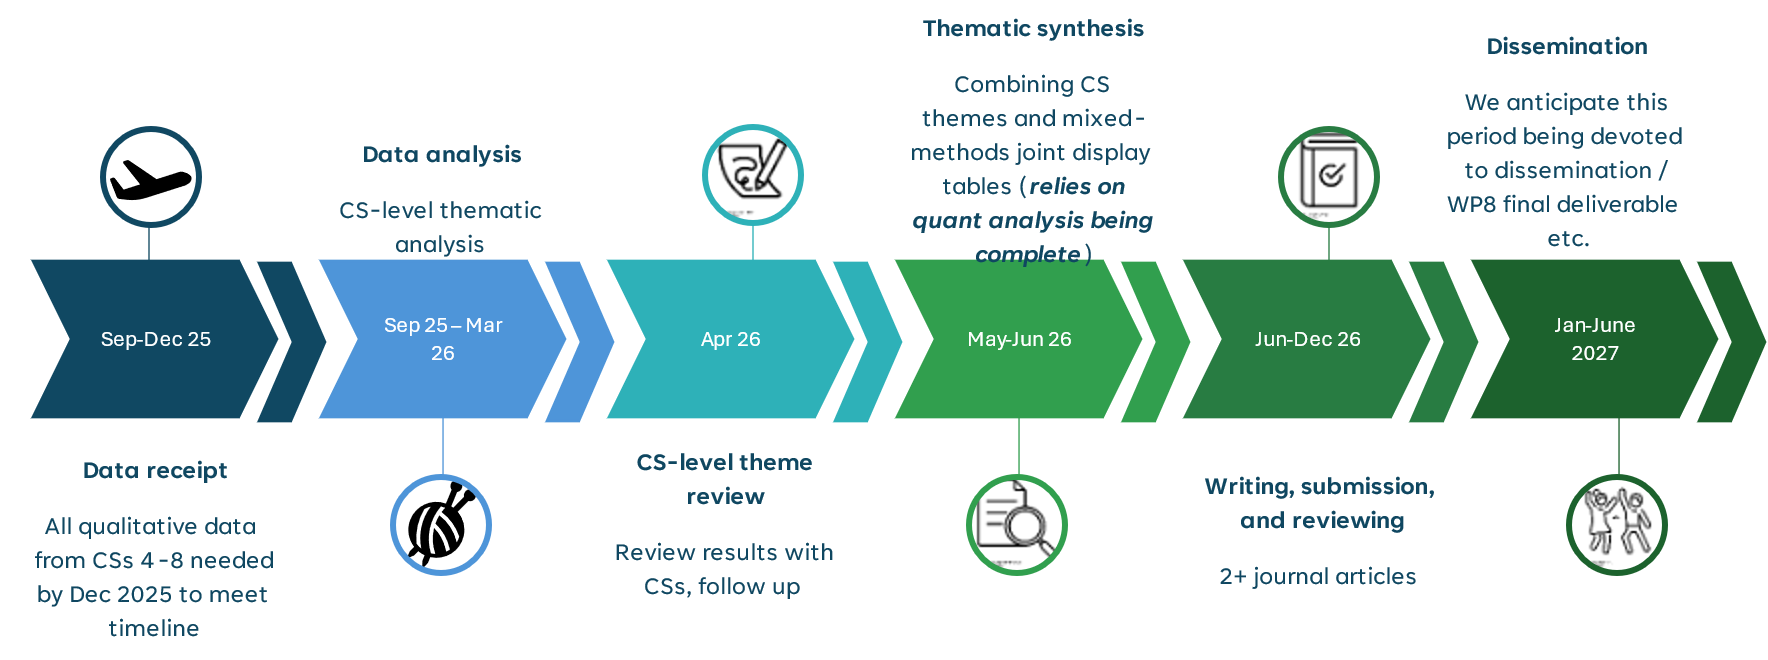 Data receipt
All qualitative data
from CSs 4-8 needed
by Dec 2025 to meet
timeline
Sep-Dec 25
Data analysis
CS-level thematic
analysis
Sep 25 – Mar
26
Apr 26
CS-level theme
review
Review results with
CSs, follow up
Thematic synthesis
Combining CS
themes and mixed-
methods joint display
tables (relies on
quant analysis being
complete)
May-Jun 26
Jun-Dec 26
Writing, submission,
and reviewing
2+ journal articles
Dissemination
We anticipate this
period being devoted
to dissemination /
WP8 final deliverable
etc.
Jan-June
2027